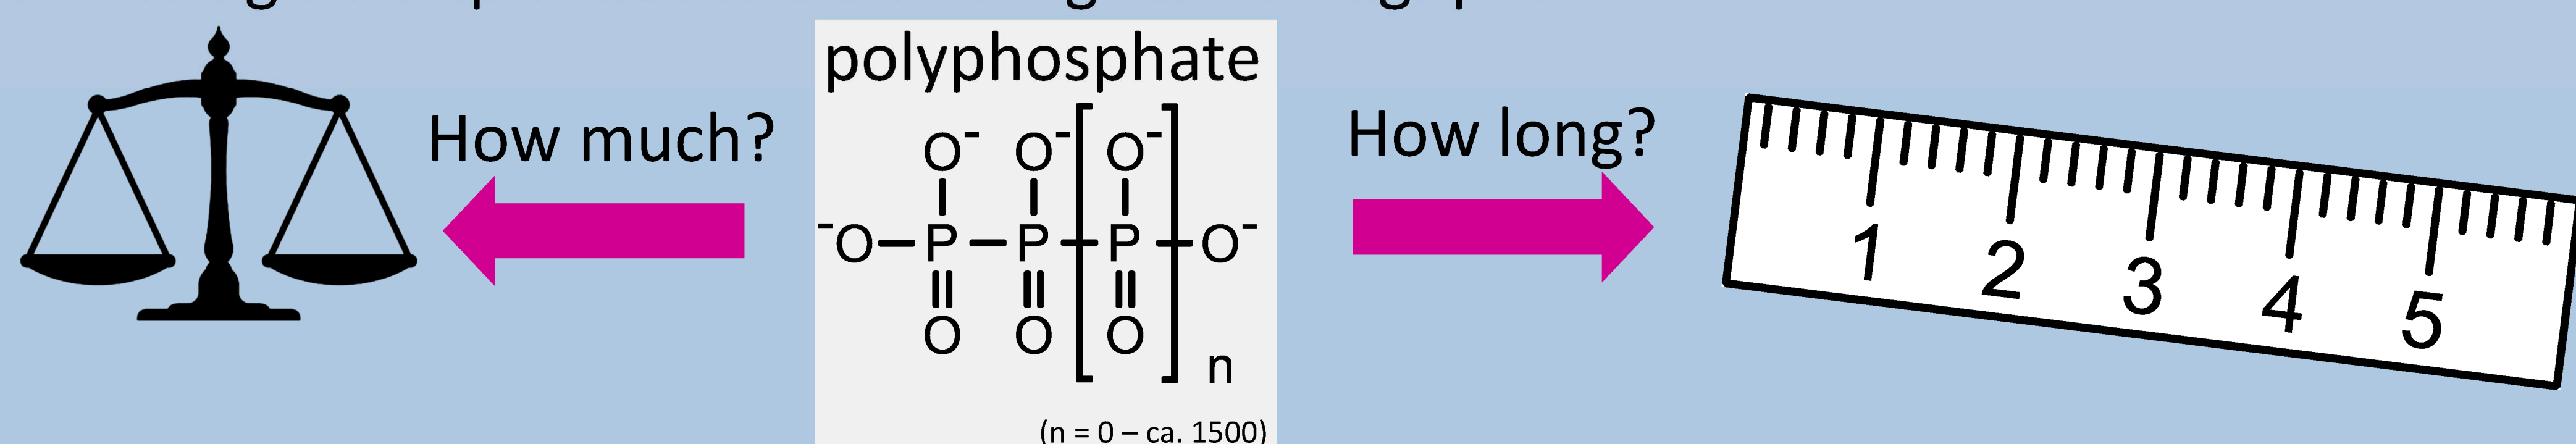 polyphosphate
How much?
How long?
O⁻ O⁻ O⁻
⁻O–P–P–P–O⁻
O O O
n
(n = 0 – ca. 1500)
1 2 3 4 5